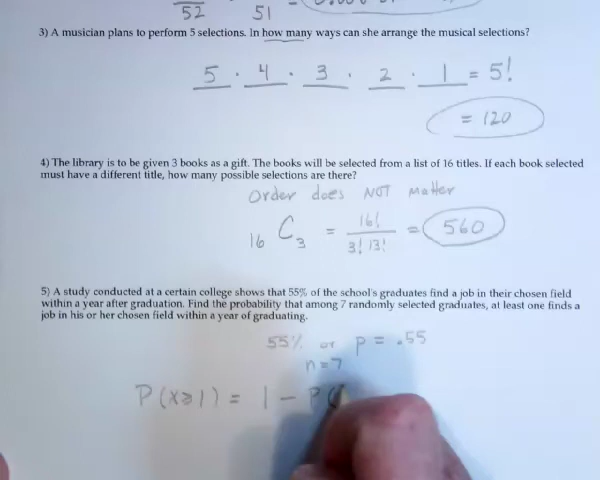 52 51 =
3) A musician plans to perform 5 selections. In how many ways can she arrange the musical selections?
5 · 4 · 3 · 2 · 1 = 5!
= 120
4) The library is to be given 3 books as a gift. The books will be selected from a list of 16 titles. If each book selected
must have a different title, how many possible selections are there?
Order does NOT matter
16 C 3 = 16! / 3! 13! = 560
5) A study conducted at a certain college shows that 55% of the school's graduates find a job in their chosen field
within a year after graduation. Find the probability that among 7 randomly selected graduates, at least one finds a
job in his or her chosen field within a year of graduating.
55% or p = .55
n=7
P(x≥1) = 1 - P(